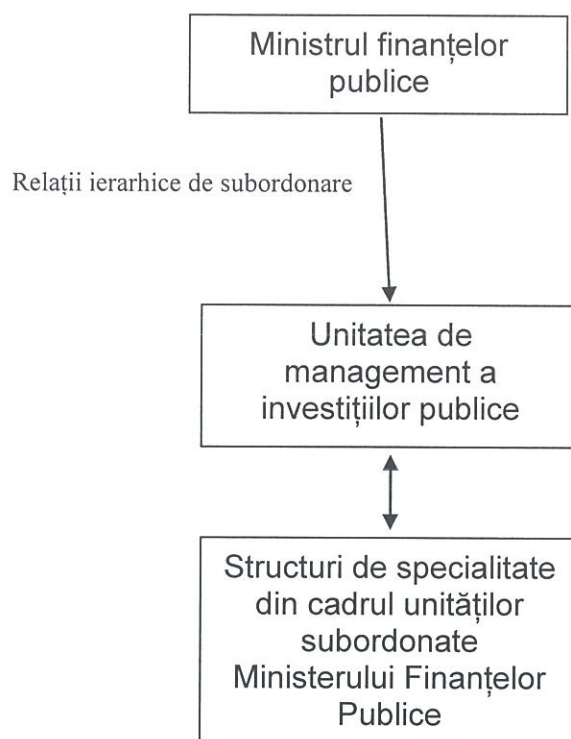 Ministrul finanțelor
publice
Relații ierarhice de subordonare
Unitatea de
management a
investițiilor publice
Structuri de specialitate
din cadrul unităților
subordonate
Ministerului Finanțelor
Publice